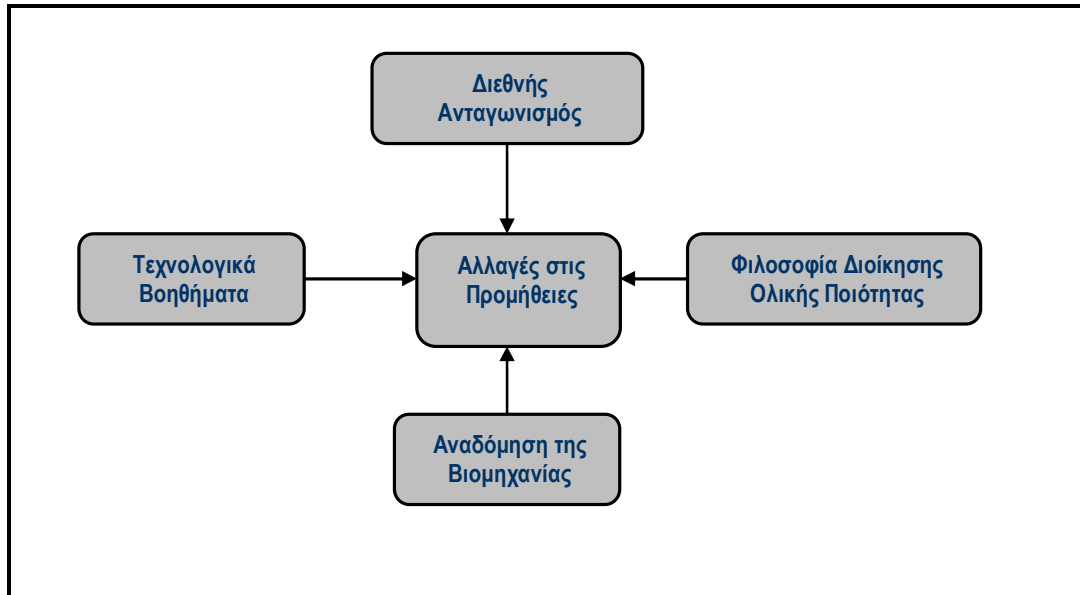 Διεθνής
Ανταγωνισμός
Τεχνολογικά
Βοηθήματα
Αλλαγές στις
Προμήθειες
Φιλοσοφία Διοίκησης
Ολικής Ποιότητας
Αναδόμηση της
Βιομηχανίας